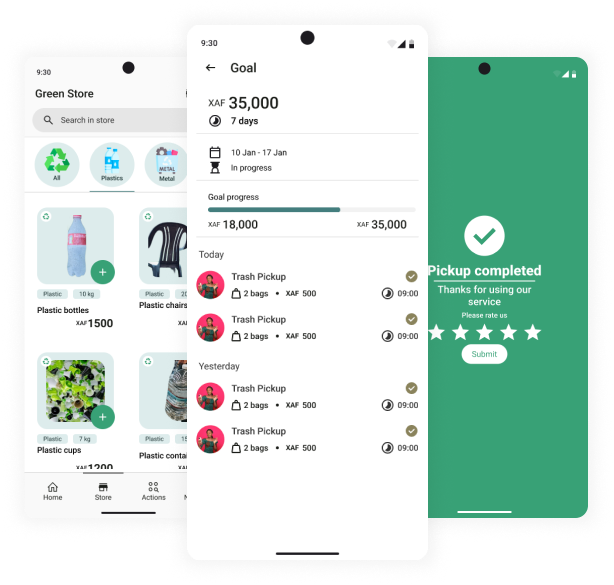 9:30
Green Store
Search in store
All
Plastics
METAL
Metal
Plastic
10 kg
Plastic
Plastic bottles
Plastic chairs
XAF 1500
Plastic
7 kg
Plastic
Plastic cups
XAF 1200
Home
Store
Actions
9:30
Goal
XAF 35,000
7 days
10 Jan - 17 Jan
In progress
Goal progress
XAF 18,000
XAF 35,000
Today
Trash Pickup
2 bags • XAF 500
09:00
Trash Pickup
2 bags • XAF 500
09:00
Yesterday
Trash Pickup
2 bags • XAF 500
09:00
Trash Pickup
2 bags • XAF 500
09:00
Pickup completed
Thanks for using our
service
Please rate us
Submit